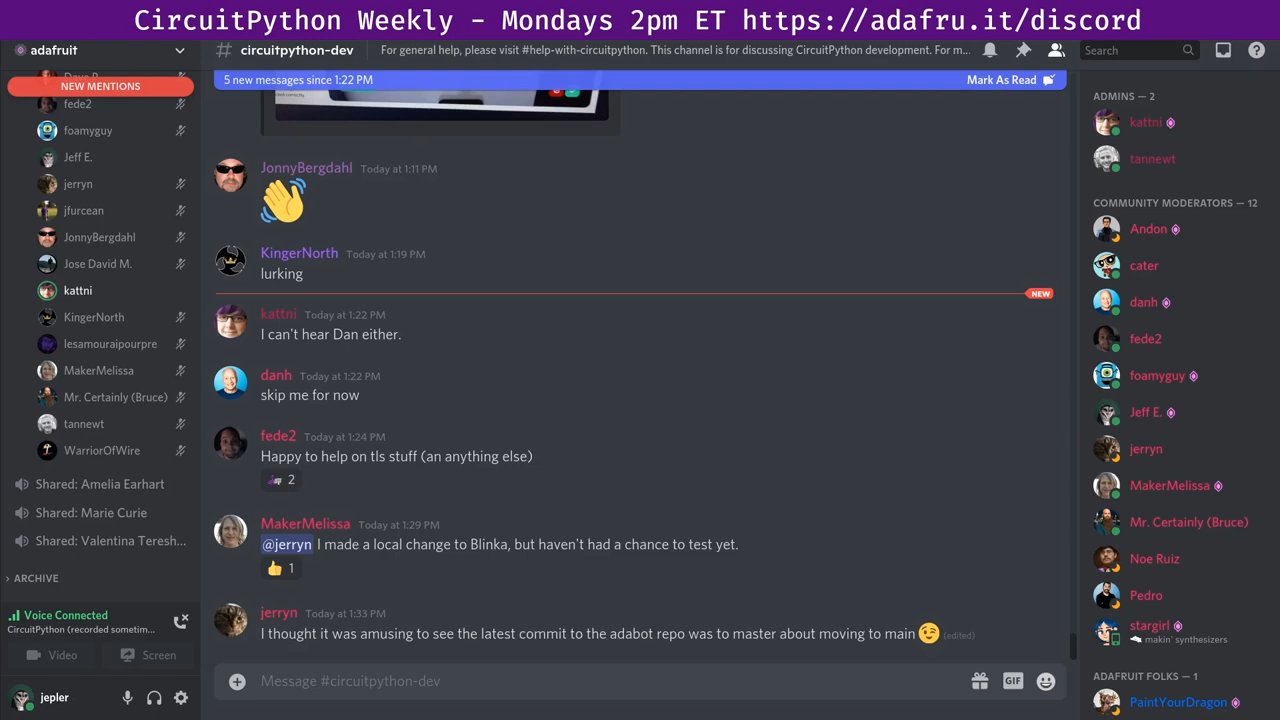 CircuitPython Weekly - Mondays 2pm ET https://adafru.it/discord
adafruit
NEW MENTIONS
fede2
foamyguy
Jeff E.
jerryn
jfurcean
JonnyBergdahl
Jose David M.
kattni
KingerNorth
lesamouraipourpre
MakerMelissa
Mr. Certainly (Bruce)
tannewt
WarriorOfWire
Shared: Amelia Earhart
Shared: Marie Curie
Shared: Valentina Teresh...
ARCHIVE
Voice Connected
CircuitPython (recorded sometim...
Video
Screen
jepler
# circuitpython-dev
For general help, please visit #help-with-circuitpython. This channel is for discussing CircuitPython development. For m...
Search
5 new messages since 1:22 PM
Mark As Read
JonnyBergdahl Today at 1:11 PM
KingerNorth Today at 1:19 PM
lurking
NEW
kattni Today at 1:22 PM
I can't hear Dan either.
danh Today at 1:22 PM
skip me for now
fede2 Today at 1:24 PM
Happy to help on tls stuff (an anything else)
2
MakerMelissa Today at 1:29 PM
@jerryn I made a local change to Blinka, but haven't had a chance to test yet.
1
jerryn Today at 1:33 PM
I thought it was amusing to see the latest commit to the adabot repo was to master about moving to main (edited)
Message #circuitpython-dev
GIF
ADMINS — 2
kattni
tannewt
COMMUNITY MODERATORS — 12
Andon
cater
danh
fede2
foamyguy
Jeff E.
jerryn
MakerMelissa
Mr. Certainly (Bruce)
Noe Ruiz
Pedro
stargirl
makin' synthesizers
ADAFRUIT FOLKS — 1
PaintYourDragon